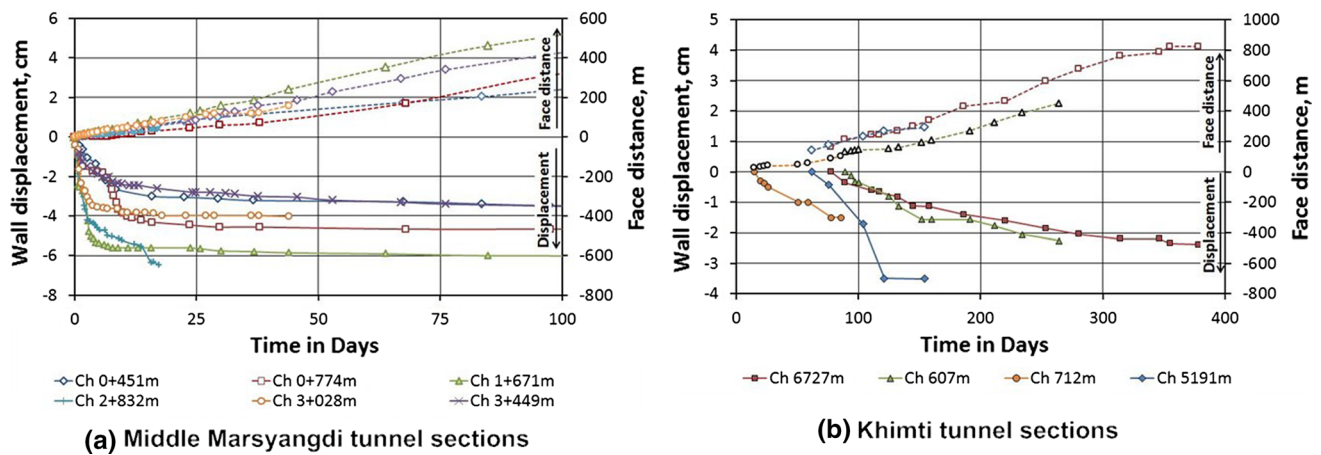 6 600
4 400
2 200
0 0
-2 -200
-4 -400
-6 -600
-8 -800
Wall displacement, cm
Face distance, m
Face distance
Displacement
0 25 50 75 100
Time in Days
Ch 0+451m Ch 0+774m Ch 1+671m
Ch 2+832m Ch 3+028m Ch 3+449m
(a) Middle Marsyangdi tunnel sections
5 1000
4 800
3 600
2 400
1 200
0 0
-1 -200
-2 -400
-3 -600
-4 -800
Wall displacement, cm
Face distance, m
Face distance
Displacement
0 100 200 300 400
Time in Days
Ch 6727m Ch 607m Ch 712m Ch 5191m
(b) Khimti tunnel sections